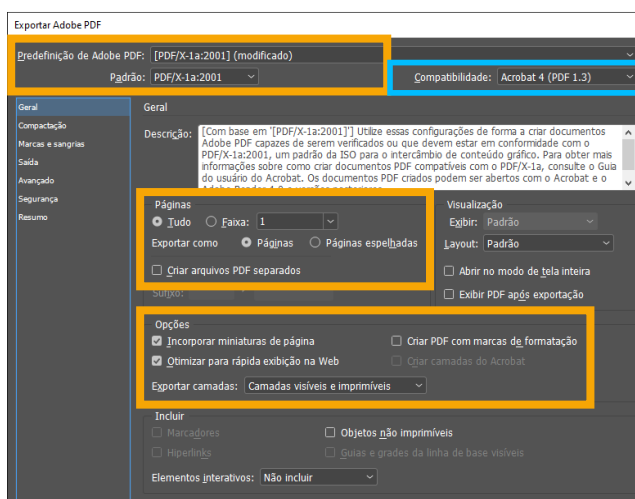 Exportar Adobe PDF
Predefinição de Adobe PDF: [PDF/X-1a:2001] (modificado)
Padrão: PDF/X-1a:2001 Compatibilidade: Acrobat 4 (PDF 1.3)
Geral
Compactação
Marcas e sangrias
Saída
Avançado
Segurança
Resumo
Geral
Descrição: [Com base em '[PDF/X-1a:2001]'] Utilize essas configurações de forma a criar documentos
Adobe PDF capazes de serem verificados ou que devem estar em conformidade com o
PDF/X-1a:2001, um padrão da ISO para o intercâmbio de conteúdo gráfico. Para obter mais
informações sobre como criar documentos PDF compatíveis com o PDF/X-1a, consulte o Guia
do usuário do Acrobat. Os documentos PDF criados podem ser abertos com o Acrobat e o
Páginas
Tudo Faixa: 1
Exportar como Páginas Páginas espelhadas
Criar arquivos PDF separados
Sufixo:
Visualização
Exibir: Padrão
Layout: Padrão
Abrir no modo de tela inteira
Exibir PDF após exportação
Opções
Incorporar miniaturas de página Criar PDF com marcas de formatação
Otimizar para rápida exibição na Web Criar camadas do Acrobat
Exportar camadas: Camadas visíveis e imprimíveis
Incluir
Marcadores Objetos não imprimíveis
Hiperlinks Guias e grades da linha de base visíveis
Elementos interativos: Não incluir